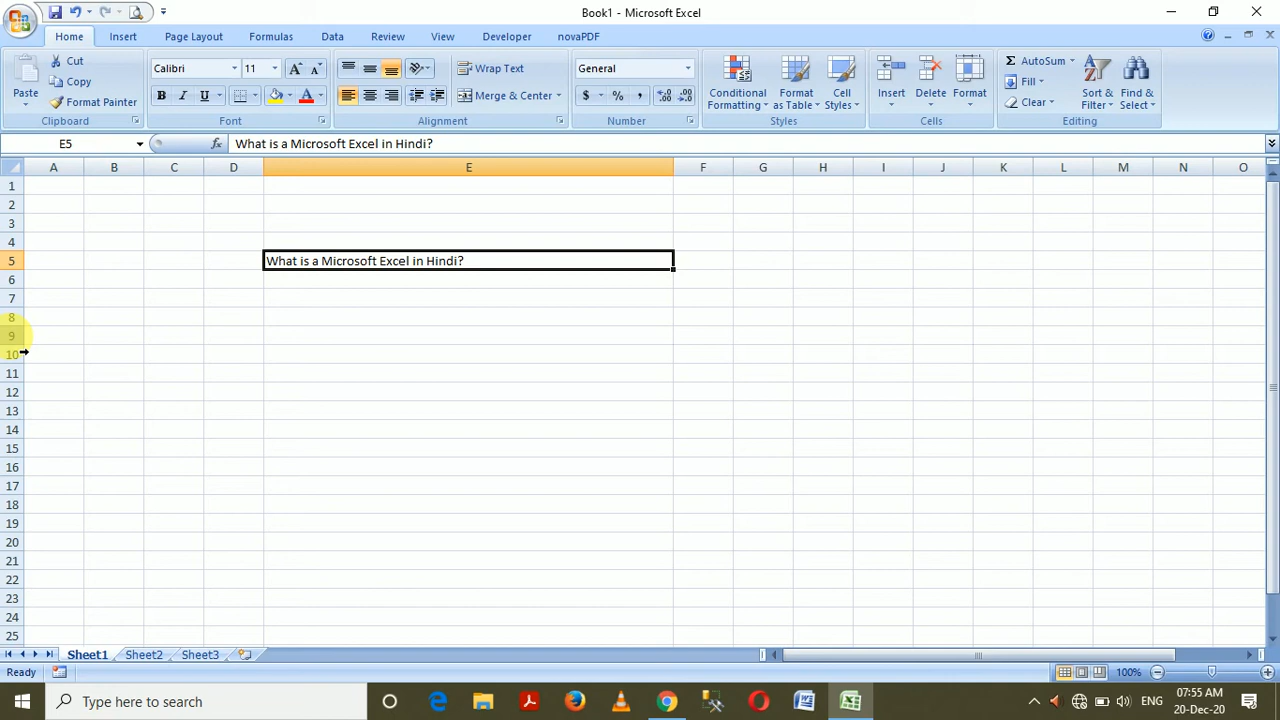 Book1 - Microsoft Excel
Home Insert Page Layout Formulas Data Review View Developer novaPDF
Paste Cut Copy Format Painter Clipboard
Calibri 11 B I U A A A Font
Wrap Text Merge & Center Alignment
General $ % , Number
Conditional Formatting Format as Table Cell Styles Styles
Insert Delete Format Cells
Σ AutoSum Fill Clear Sort & Filter Find & Select Editing
E5 fx What is a Microsoft Excel in Hindi?
A B C D E F G H I J K L M N O
1
2
3
4
5 What is a Microsoft Excel in Hindi?
6
7
8
9
10
11
12
13
14
15
16
17
18
19
20
21
22
23
24
25
Sheet1 Sheet2 Sheet3
Ready 100%
Type here to search ENG 07:55 AM
20-Dec-20